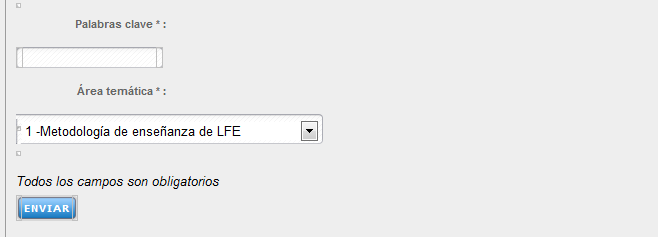 Palabras clave * :
Área temática * :
1 -Metodología de enseñanza de LFE
Todos los campos son obligatorios
ENVIAR